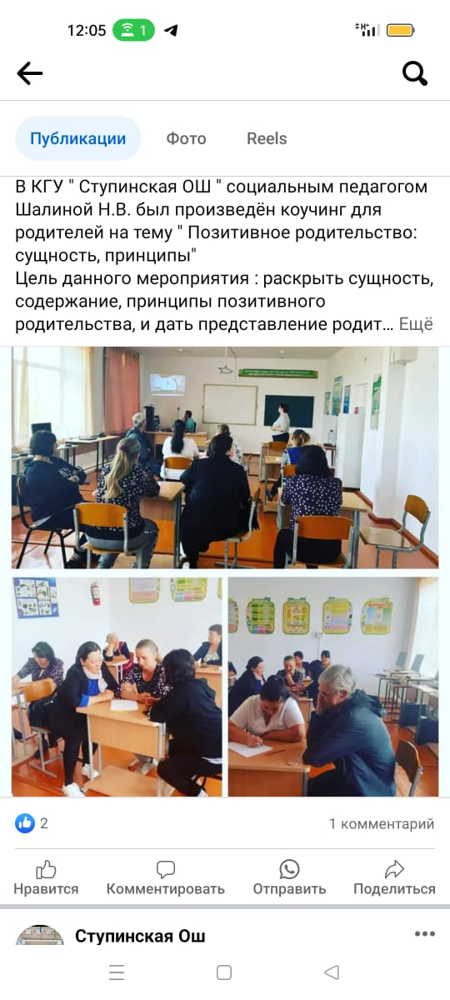 12:05
1
H+
Публикации
Фото
Reels
В КГУ " Ступинская ОШ " социальным педагогом
Шалиной Н.В. был произведён коучинг для
родителей на тему " Позитивное родительство:
сущность, принципы"
Цель данного мероприятия : раскрыть сущность,
содержание, принципы позитивного
родительства, и дать представление родит... Ещё
2
1 комментарий
Нравится
Комментировать
Отправить
Поделиться
Ступинская Ош